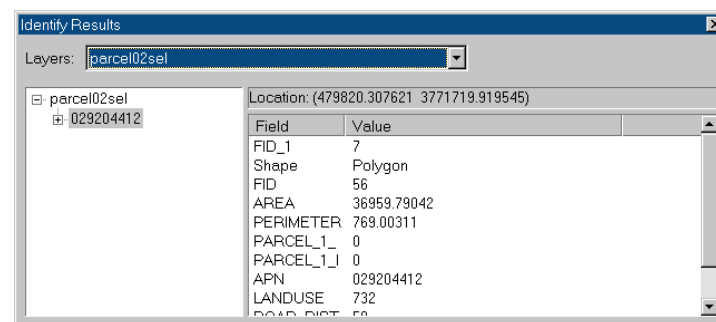 Identify Results
Layers: parcel02sel
parcel02sel
029204412
Location: (479820.307621 3771719.919545)
Field Value
FID_1 7
Shape Polygon
FID 56
AREA 36959.79042
PERIMETER 769.00311
PARCEL_1_ 0
PARCEL_1_I 0
APN 029204412
LANDUSE 732